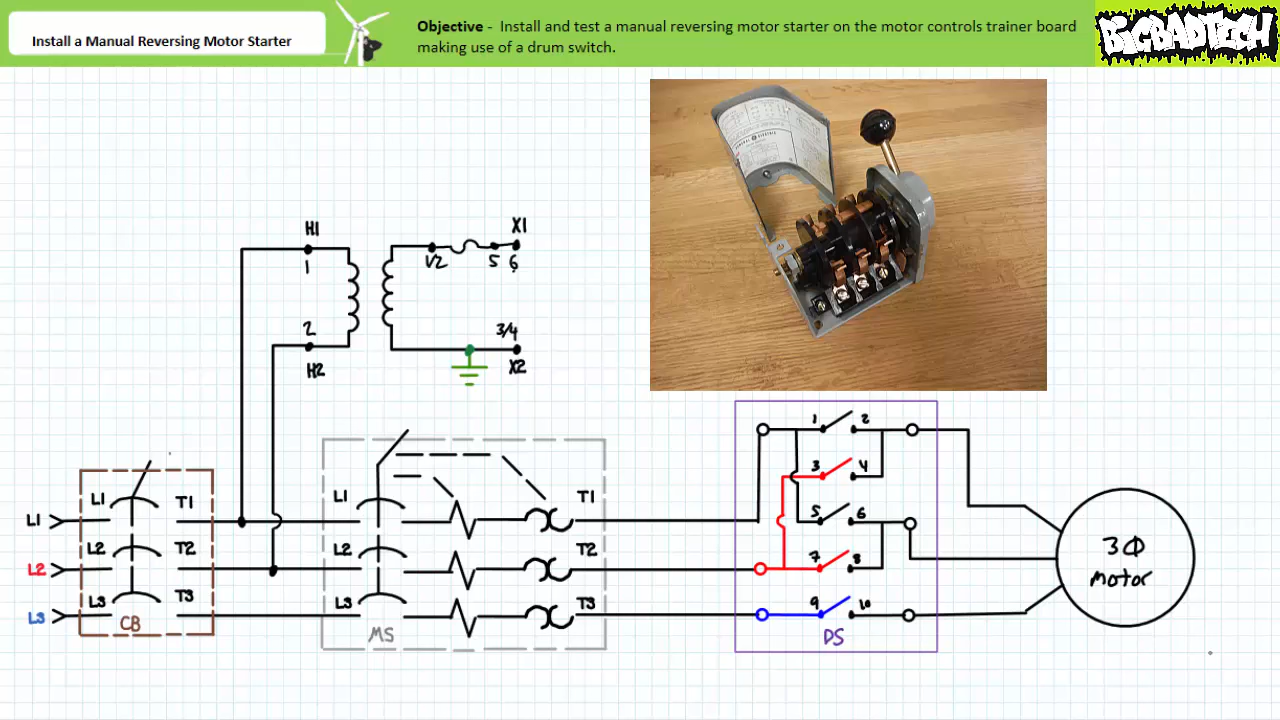 Install a Manual Reversing Motor Starter
Objective - Install and test a manual reversing motor starter on the motor controls trainer board
making use of a drum switch.
BIGBADTECH
H1
1
2
H2
X1
1/2
5 6
3/4
X2
1 2
3 4
5 6
7 8
9 10
DS
L1
L2
L3
L1 T1
L2 T2
L3 T3
CB
L1 T1
L2 T2
L3 T3
MS
3Φ
motor